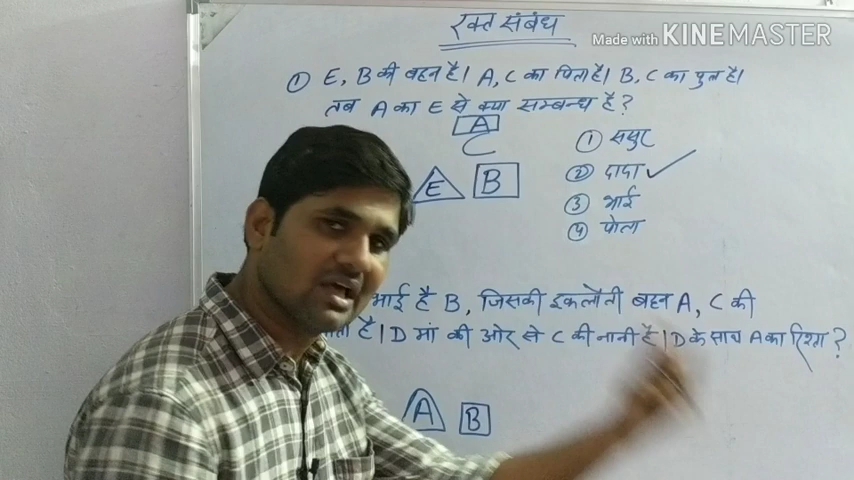 रक्त संबंध
Made with KINEMASTER
① E, B की बहन है। A, C का पिता है। B, C का पुत्र है।
तब A का E से क्या सम्बन्ध है?
A
C
E B
① ससुर
② दादा ✓
③ भाई
④ पोता
भाई है B, जिसकी इकलौती बहन A, C की
है। D मां की ओर से C की नानी है। D के साथ A का रिश्ता?
A B